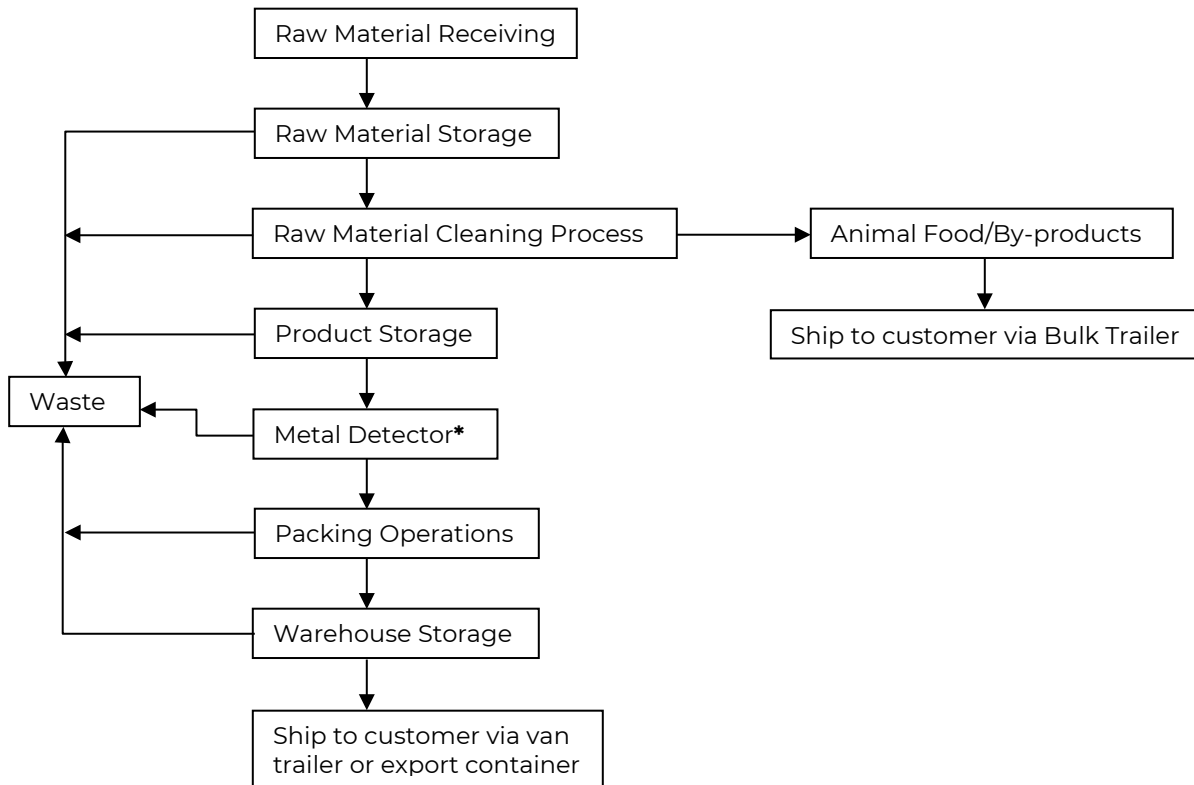 Raw Material Receiving
Raw Material Storage
Raw Material Cleaning Process
Animal Food/By-products
Product Storage
Ship to customer via Bulk Trailer
Waste
Metal Detector*
Packing Operations
Warehouse Storage
Ship to customer via van
trailer or export container